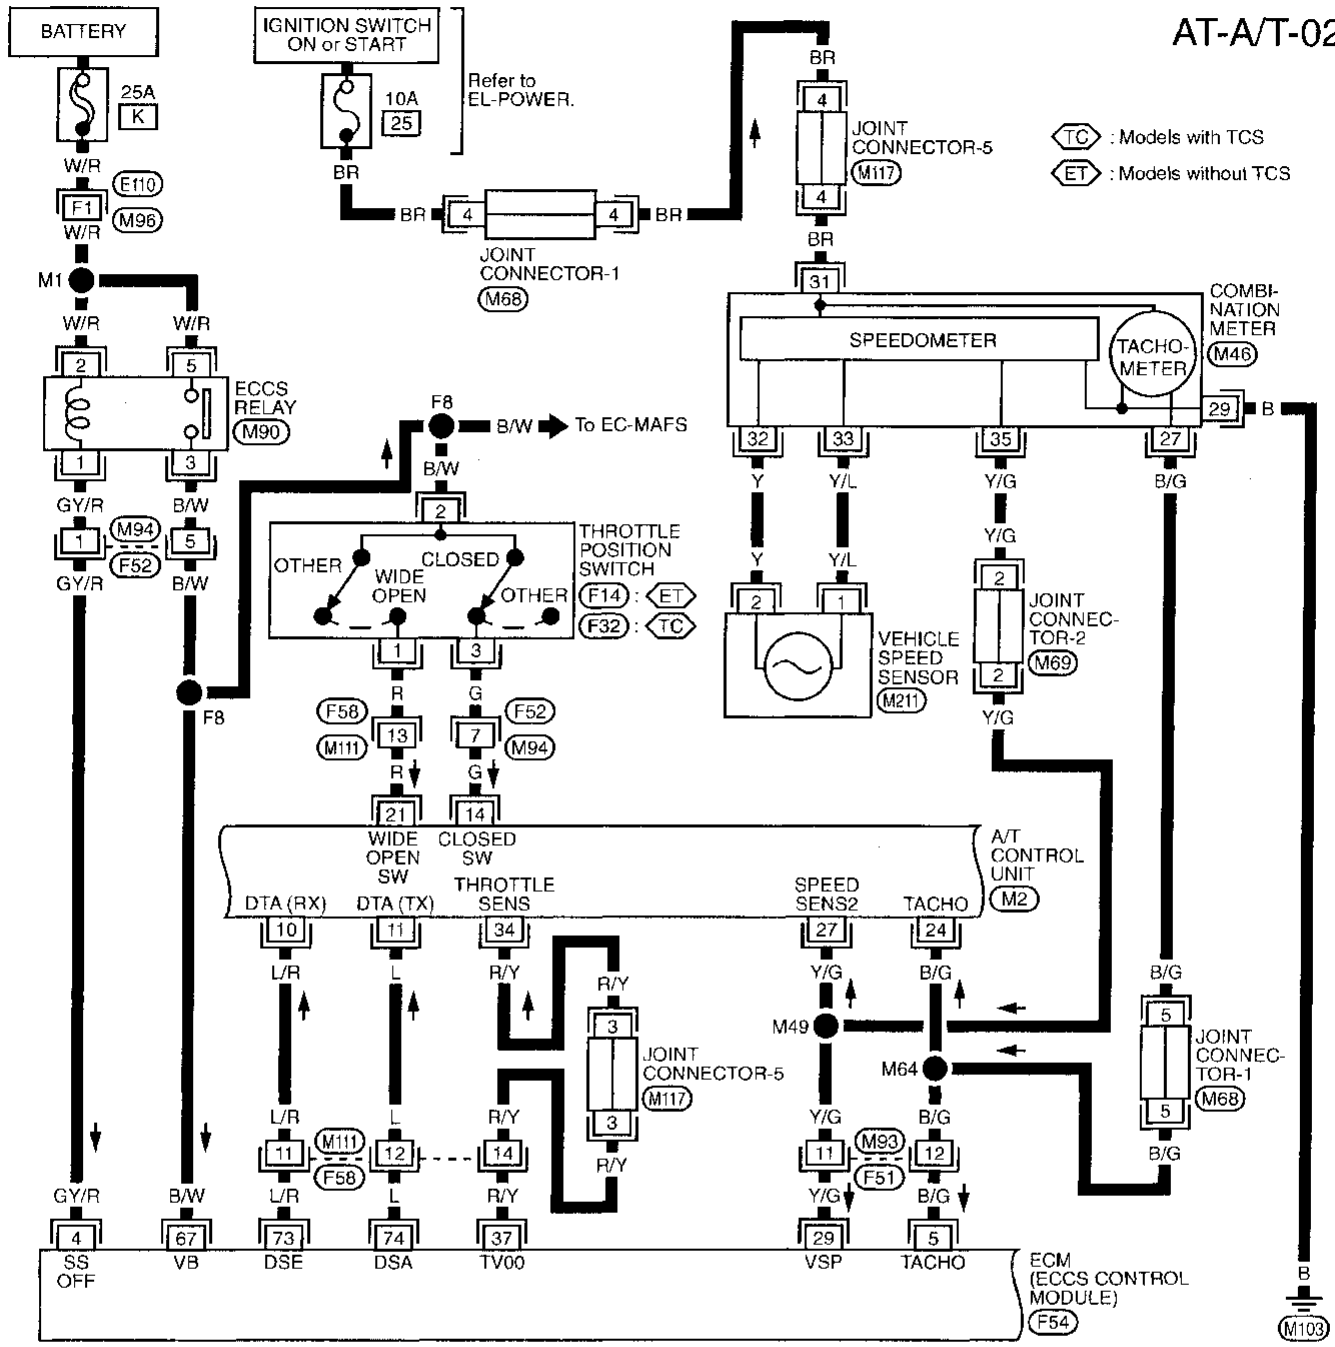 AT-A/T-02
BATTERY
IGNITION SWITCH
ON or START
25A
K
10A
25
Refer to
EL-POWER.
W/R
F1
E110
M96
W/R
M1
W/R
W/R
BR
BR
4
4
BR
JOINT
CONNECTOR-1
M68
BR
4
JOINT
CONNECTOR-5
M117
4
BR
31
TC : Models with TCS
ET : Models without TCS
2
5
ECCS
RELAY
M90
1
3
GY/R
B/W
1
M94
F52
5
GY/R
B/W
F8
F8
B/W
To EC-MAFS
B/W
2
OTHER
CLOSED
WIDE
OPEN
OTHER
THROTTLE
POSITION
SWITCH
F14 : ET
F32 : TC
1
3
R
G
F58
M111
13
7
F52
M94
R
G
21
14
SPEEDOMETER
TACHO-
METER
COMBI-
NATION
METER
M46
29
B
32
33
35
27
Y
Y/L
Y/G
B/G
Y
Y/L
Y/G
2
1
VEHICLE
SPEED
SENSOR
M211
2
JOINT
CONNEC-
TOR-2
M69
2
Y/G
WIDE
OPEN
SW
CLOSED
SW
A/T
CONTROL
UNIT
M2
DTA (RX)
DTA (TX)
THROTTLE
SENS
SPEED
SENS2
TACHO
10
11
34
27
24
L/R
L
R/Y
R/Y
Y/G
B/G
B/G
3
JOINT
CONNECTOR-5
M117
3
R/Y
M49
M64
5
JOINT
CONNEC-
TOR-1
M68
5
B/G
L/R
L
R/Y
Y/G
B/G
11
M111
F58
12
14
11
M93
F51
12
GY/R
B/W
L/R
L
R/Y
Y/G
B/G
4
67
73
74
37
29
5
SS
OFF
VB
DSE
DSA
TV00
VSP
TACHO
ECM
(ECCS CONTROL
MODULE)
F54
B
M103